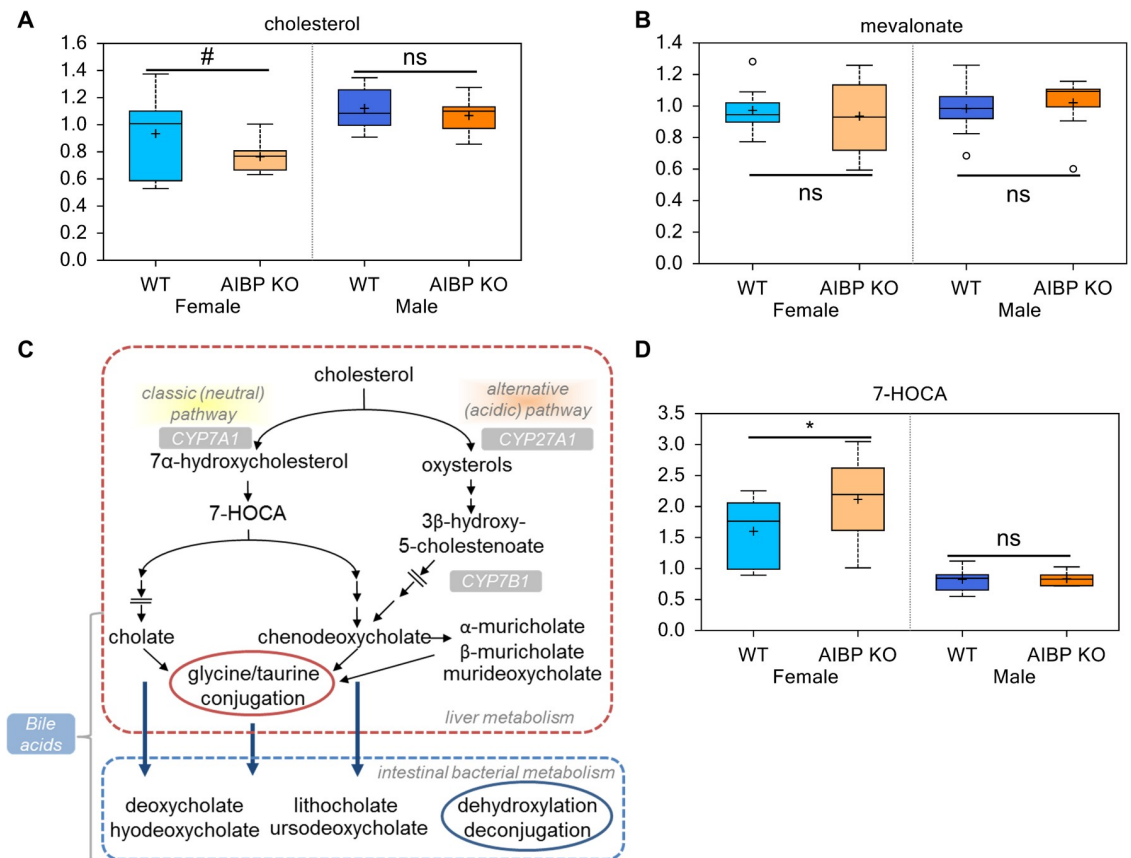 A
cholesterol
1.6
1.4
1.2
1.0
0.8
0.6
0.4
0.2
0.0
#
ns
WT
AIBP KO
WT
AIBP KO
Female
Male
B
mevalonate
1.4
1.2
1.0
0.8
0.6
0.4
0.2
0
ns
ns
WT
AIBP KO
WT
AIBP KO
Female
Male
C
cholesterol
classic (neutral)
pathway
alternative
(acidic) pathway
CYP7A1
CYP27A1
7α-hydroxycholesterol
oxysterols
7-HOCA
3β-hydroxy-
5-cholestenoate
CYP7B1
cholate
chenodeoxycholate
α-muricholate
β-muricholate
murideoxycholate
glycine/taurine
conjugation
liver metabolism
Bile
acids
intestinal bacterial metabolism
deoxycholate
hyodeoxycholate
lithocholate
ursodeoxycholate
dehydroxylation
deconjugation
D
7-HOCA
3.5
3.0
2.5
2.0
1.5
1.0
0.5
0.0
*
ns
WT
AIBP KO
WT
AIBP KO
Female
Male